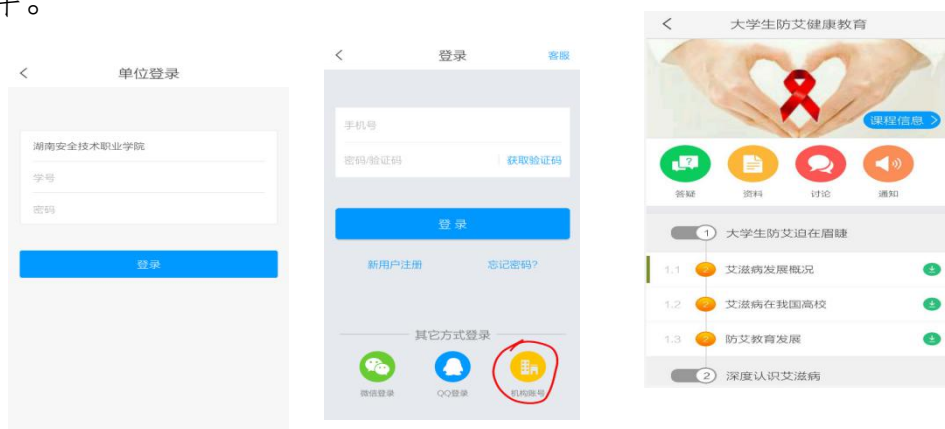 单位登录
湖南安全技术职业学院
学号
密码
登录
登录
客服
手机号
密码/验证码
获取验证码
登 录
新用户注册
忘记密码?
其它方式登录
微信登录
QQ登录
机构账号
大学生防艾健康教育
课程信息 >
答疑
资料
讨论
通知
1 大学生防艾迫在眉睫
1.1 2 艾滋病发展概况
1.2 2 艾滋病在我国高校
1.3 2 防艾教育发展
2 深度认识艾滋病